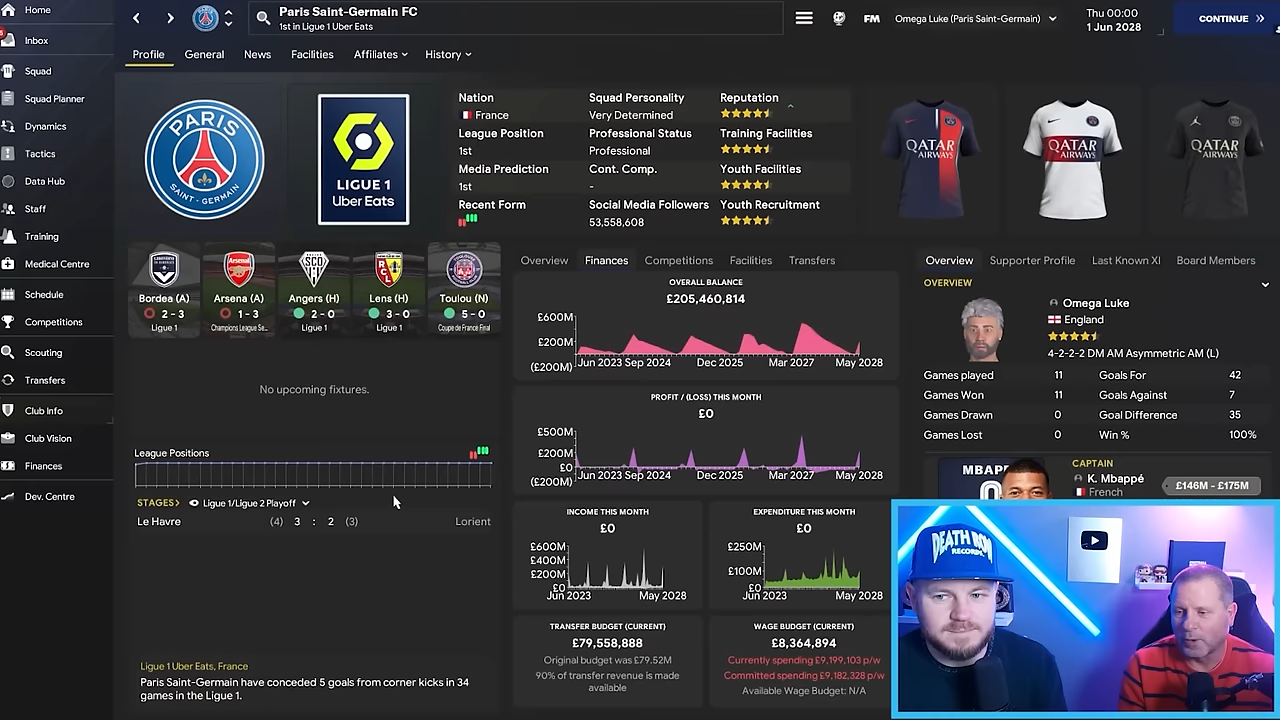 Home
Inbox
Squad
Squad Planner
Dynamics
Tactics
Data Hub
Staff
Training
Medical Centre
Schedule
Competitions
Scouting
Transfers
Club Info
Club Vision
Finances
Dev. Centre
Paris Saint-Germain FC
1st in Ligue 1 Uber Eats
FM
Omega Luke (Paris Saint-Germain)
Thu 00:00
1 Jun 2028
CONTINUE
Profile General News Facilities Affiliates History
PARIS
SAINT-GERMAIN
LIGUE 1
Uber Eats
Nation
France
League Position
1st
Media Prediction
1st
Recent Form
Squad Personality
Very Determined
Professional Status
Professional
Cont. Comp.
-
Social Media Followers
53,558,608
Reputation
Training Facilities
Youth Facilities
Youth Recruitment
QATAR
AIRWAYS
QATAR
AIRWAYS
QATAR
AIRWAYS
Bordea (A)
2 - 3
Ligue 1
Arsenal
Arsena (A)
1 - 3
Champions League Se...
SCO
Angers (H)
2 - 0
Ligue 1
RCL
Lens (H)
3 - 0
Ligue 1
Toulou (N)
5 - 0
Coupe de France Final
No upcoming fixtures.
League Positions
STAGES> Ligue 1/Ligue 2 Playoff
Le Havre (4) 3 : 2 (3) Lorient
Ligue 1 Uber Eats, France
Paris Saint-Germain have conceded 5 goals from corner kicks in 34
games in the Ligue 1.
Overview Finances Competitions Facilities Transfers
OVERALL BALANCE
£205,460,814
£600M
£200M
(£200M)
Jun 2023 Sep 2024 Dec 2025 Mar 2027 May 2028
PROFIT / (LOSS) THIS MONTH
£0
£500M
£200M
£0
(£200M)
Jun 2023 Sep 2024 Dec 2025 Mar 2027 May 2028
INCOME THIS MONTH
£0
£600M
£400M
£200M
£0
Jun 2023 May 2028
EXPENDITURE THIS MONTH
£0
£250M
£100M
£0
Jun 2023 May 2028
TRANSFER BUDGET (CURRENT)
£79,558,888
Original budget was £79.52M
90% of transfer revenue is made
available
WAGE BUDGET (CURRENT)
£8,364,894
Currently spending £9,199,103 p/w
Committed spending £9,182,328 p/w
Available Wage Budget: N/A
Overview Supporter Profile Last Known XI Board Members
OVERVIEW
Omega Luke
England
4-2-2-2 DM AM Asymmetric AM (L)
Games played 11 Goals For 42
Games Won 11 Goals Against 7
Games Drawn 0 Goal Difference 35
Games Lost 0 Win % 100%
MBAPP
CAPTAIN
K. Mbappé
French
£146M - £175M
DEATH ROW
RECORDS